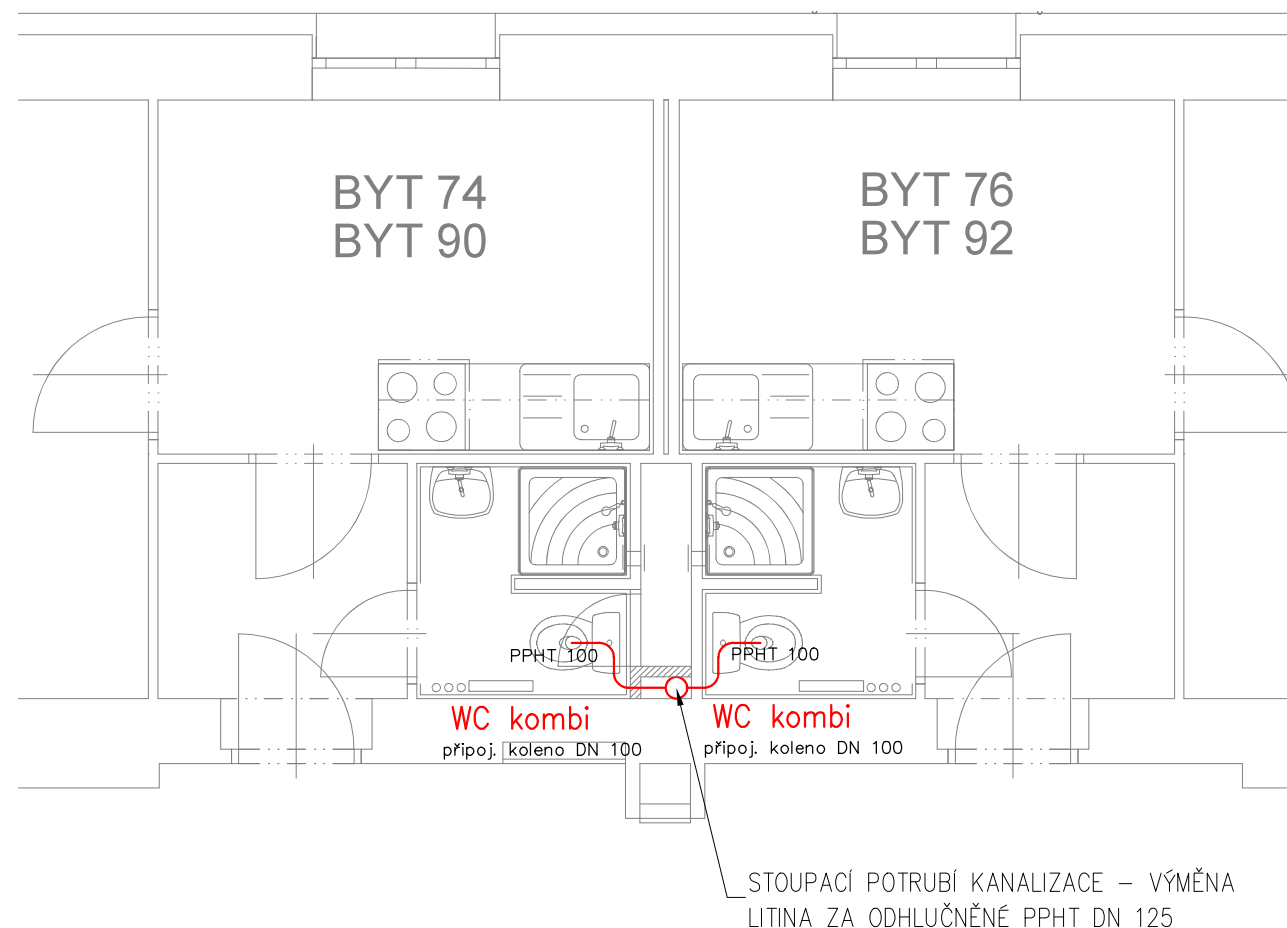 BYT 74
BYT 90
BYT 76
BYT 92
PPHT 100
PPHT 100
WC kombi
připoj. koleno DN 100
WC kombi
připoj. koleno DN 100
STOUPACÍ POTRUBÍ KANALIZACE – VÝMĚNA
LITINA ZA ODHLUČNĚNÉ PPHT DN 125